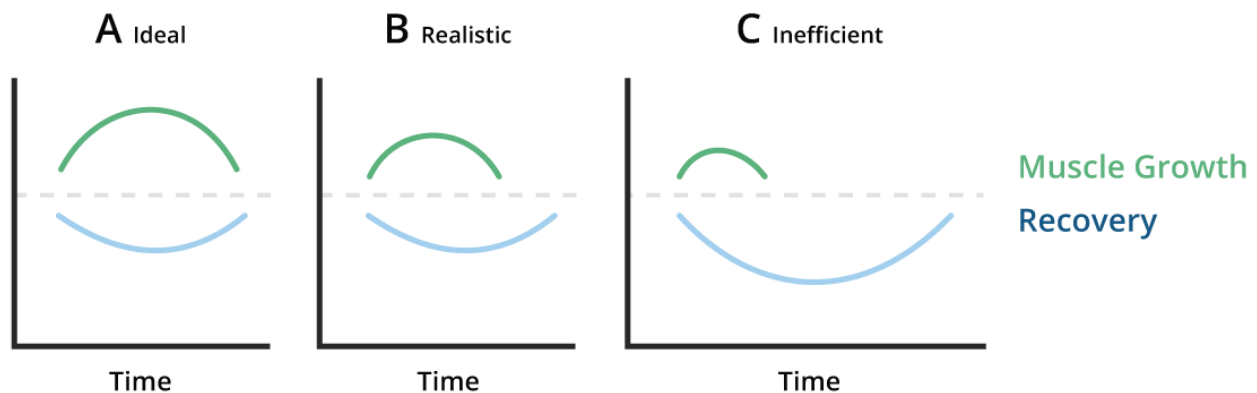 A Ideal
B Realistic
C Inefficient
Muscle Growth
Recovery
Time
Time
Time